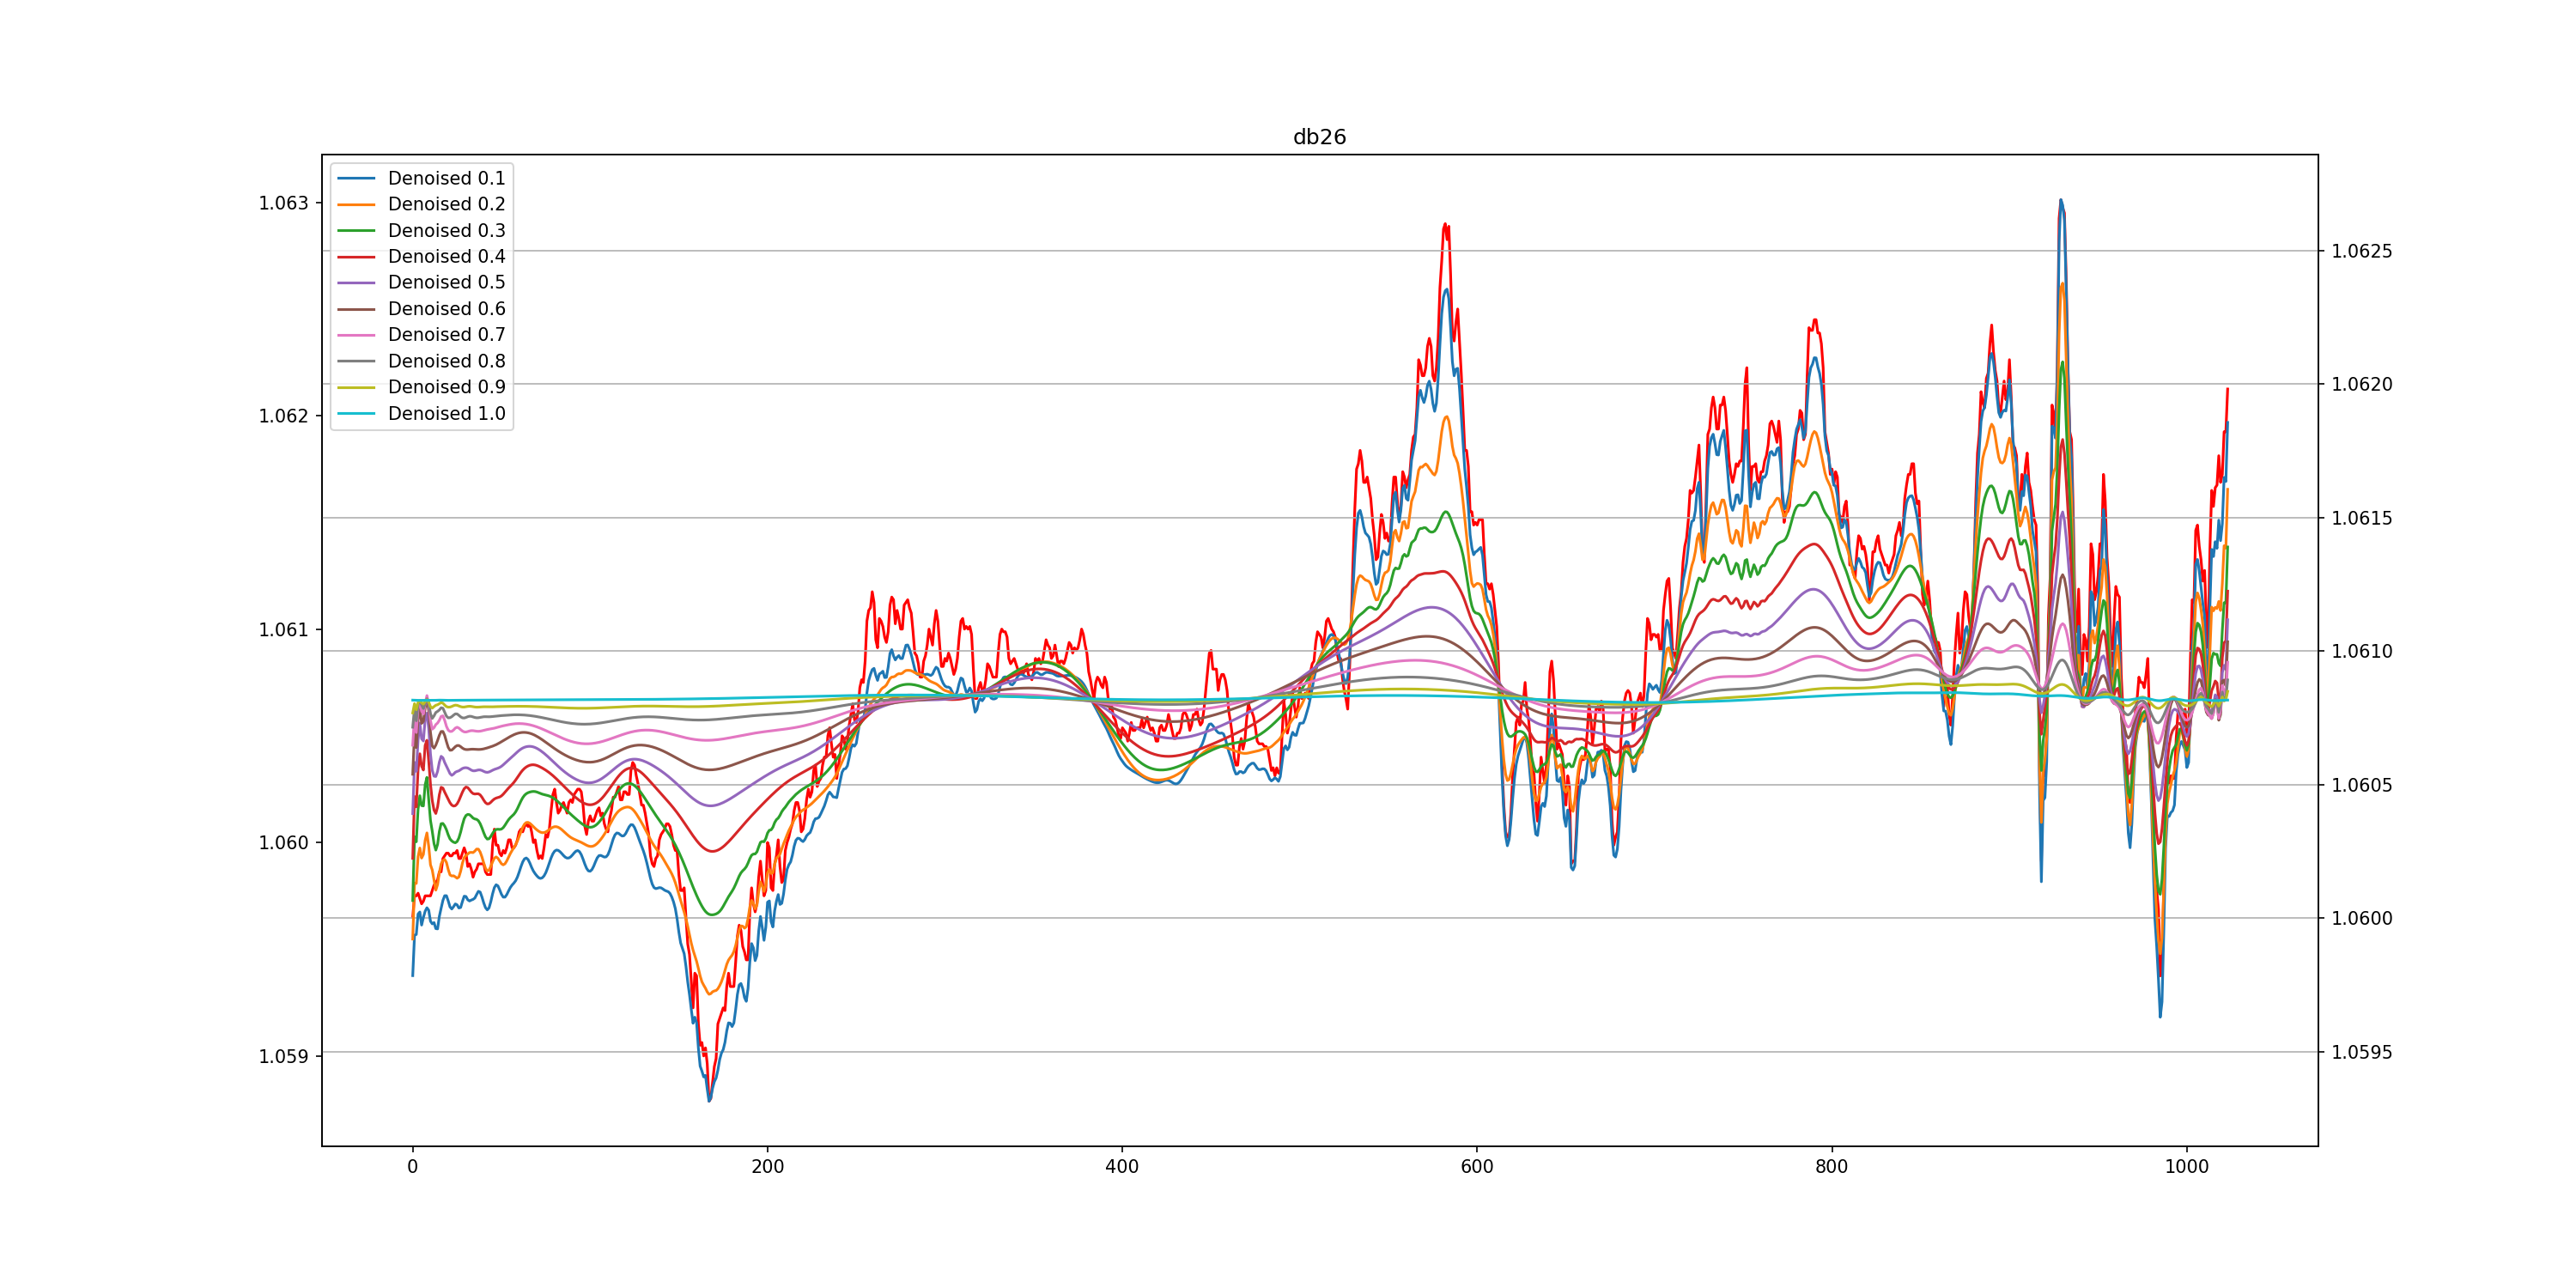 db26
Denoised 0.1
Denoised 0.2
Denoised 0.3
Denoised 0.4
Denoised 0.5
Denoised 0.6
Denoised 0.7
Denoised 0.8
Denoised 0.9
Denoised 1.0
1.063
1.062
1.061
1.060
1.059
1.0625
1.0620
1.0615
1.0610
1.0605
1.0600
1.0595
0 200 400 600 800 1000